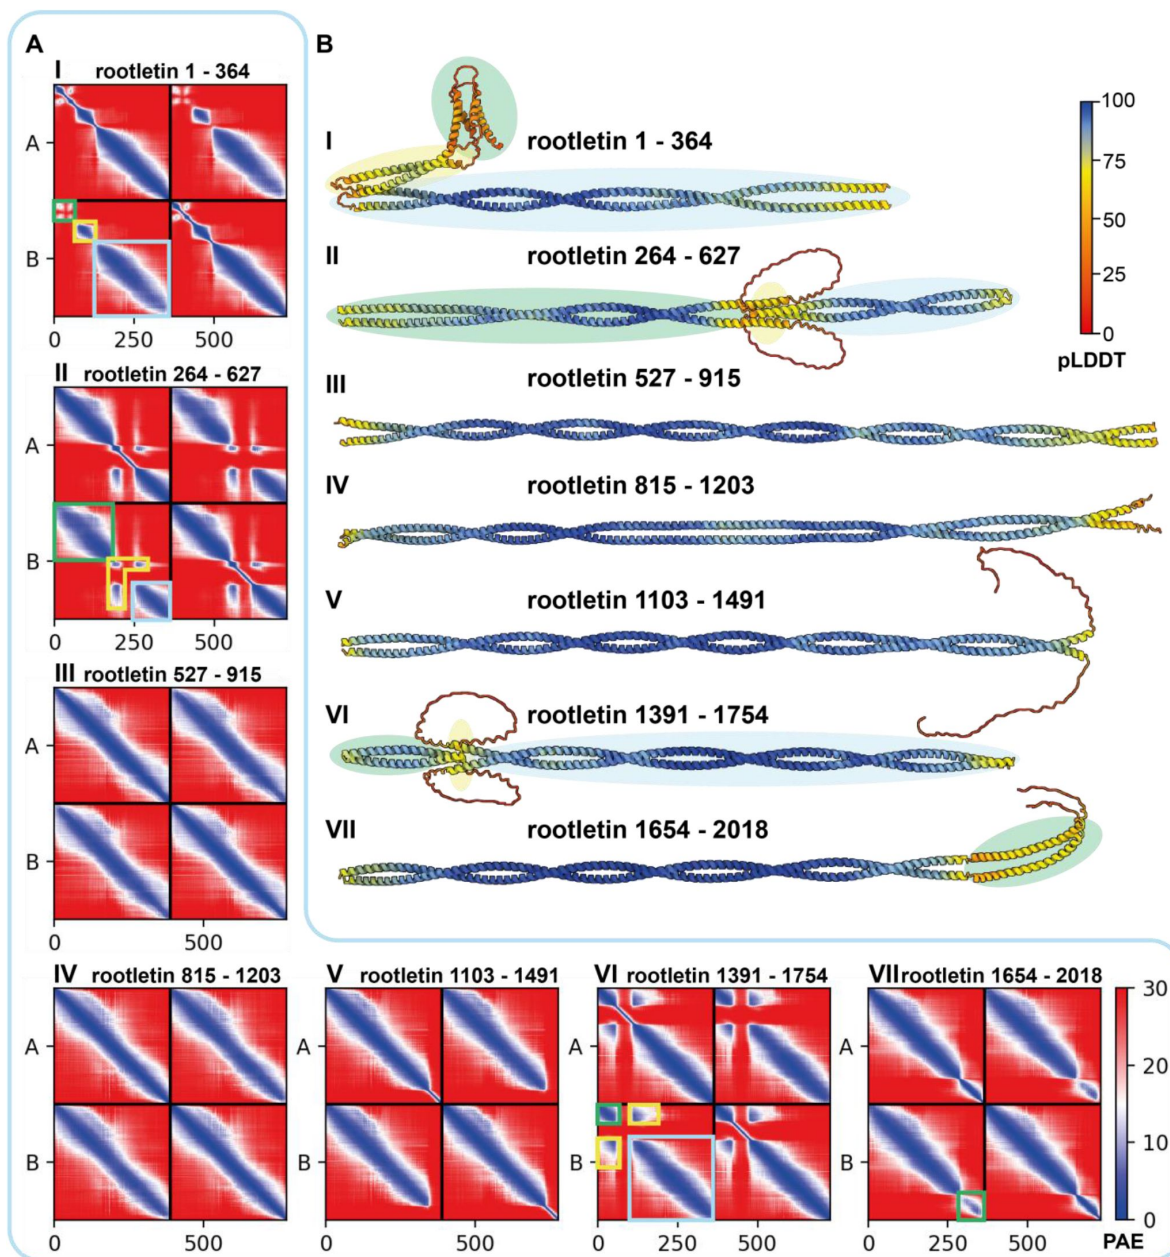 A
I rootletin 1 - 364
A
B
0 250 500
II rootletin 264 - 627
A
B
0 250 500
III rootletin 527 - 915
A
B
0 500
B
I rootletin 1 - 364
II rootletin 264 - 627
III rootletin 527 - 915
IV rootletin 815 - 1203
V rootletin 1103 - 1491
VI rootletin 1391 - 1754
VII rootletin 1654 - 2018
100
75
50
25
0
pLDDT
IV rootletin 815 - 1203
A
B
0 500
V rootletin 1103 - 1491
A
B
0 500
VI rootletin 1391 - 1754
A
B
0 250 500
VII rootletin 1654 - 2018
A
B
0 250 500
30
20
10
0
PAE